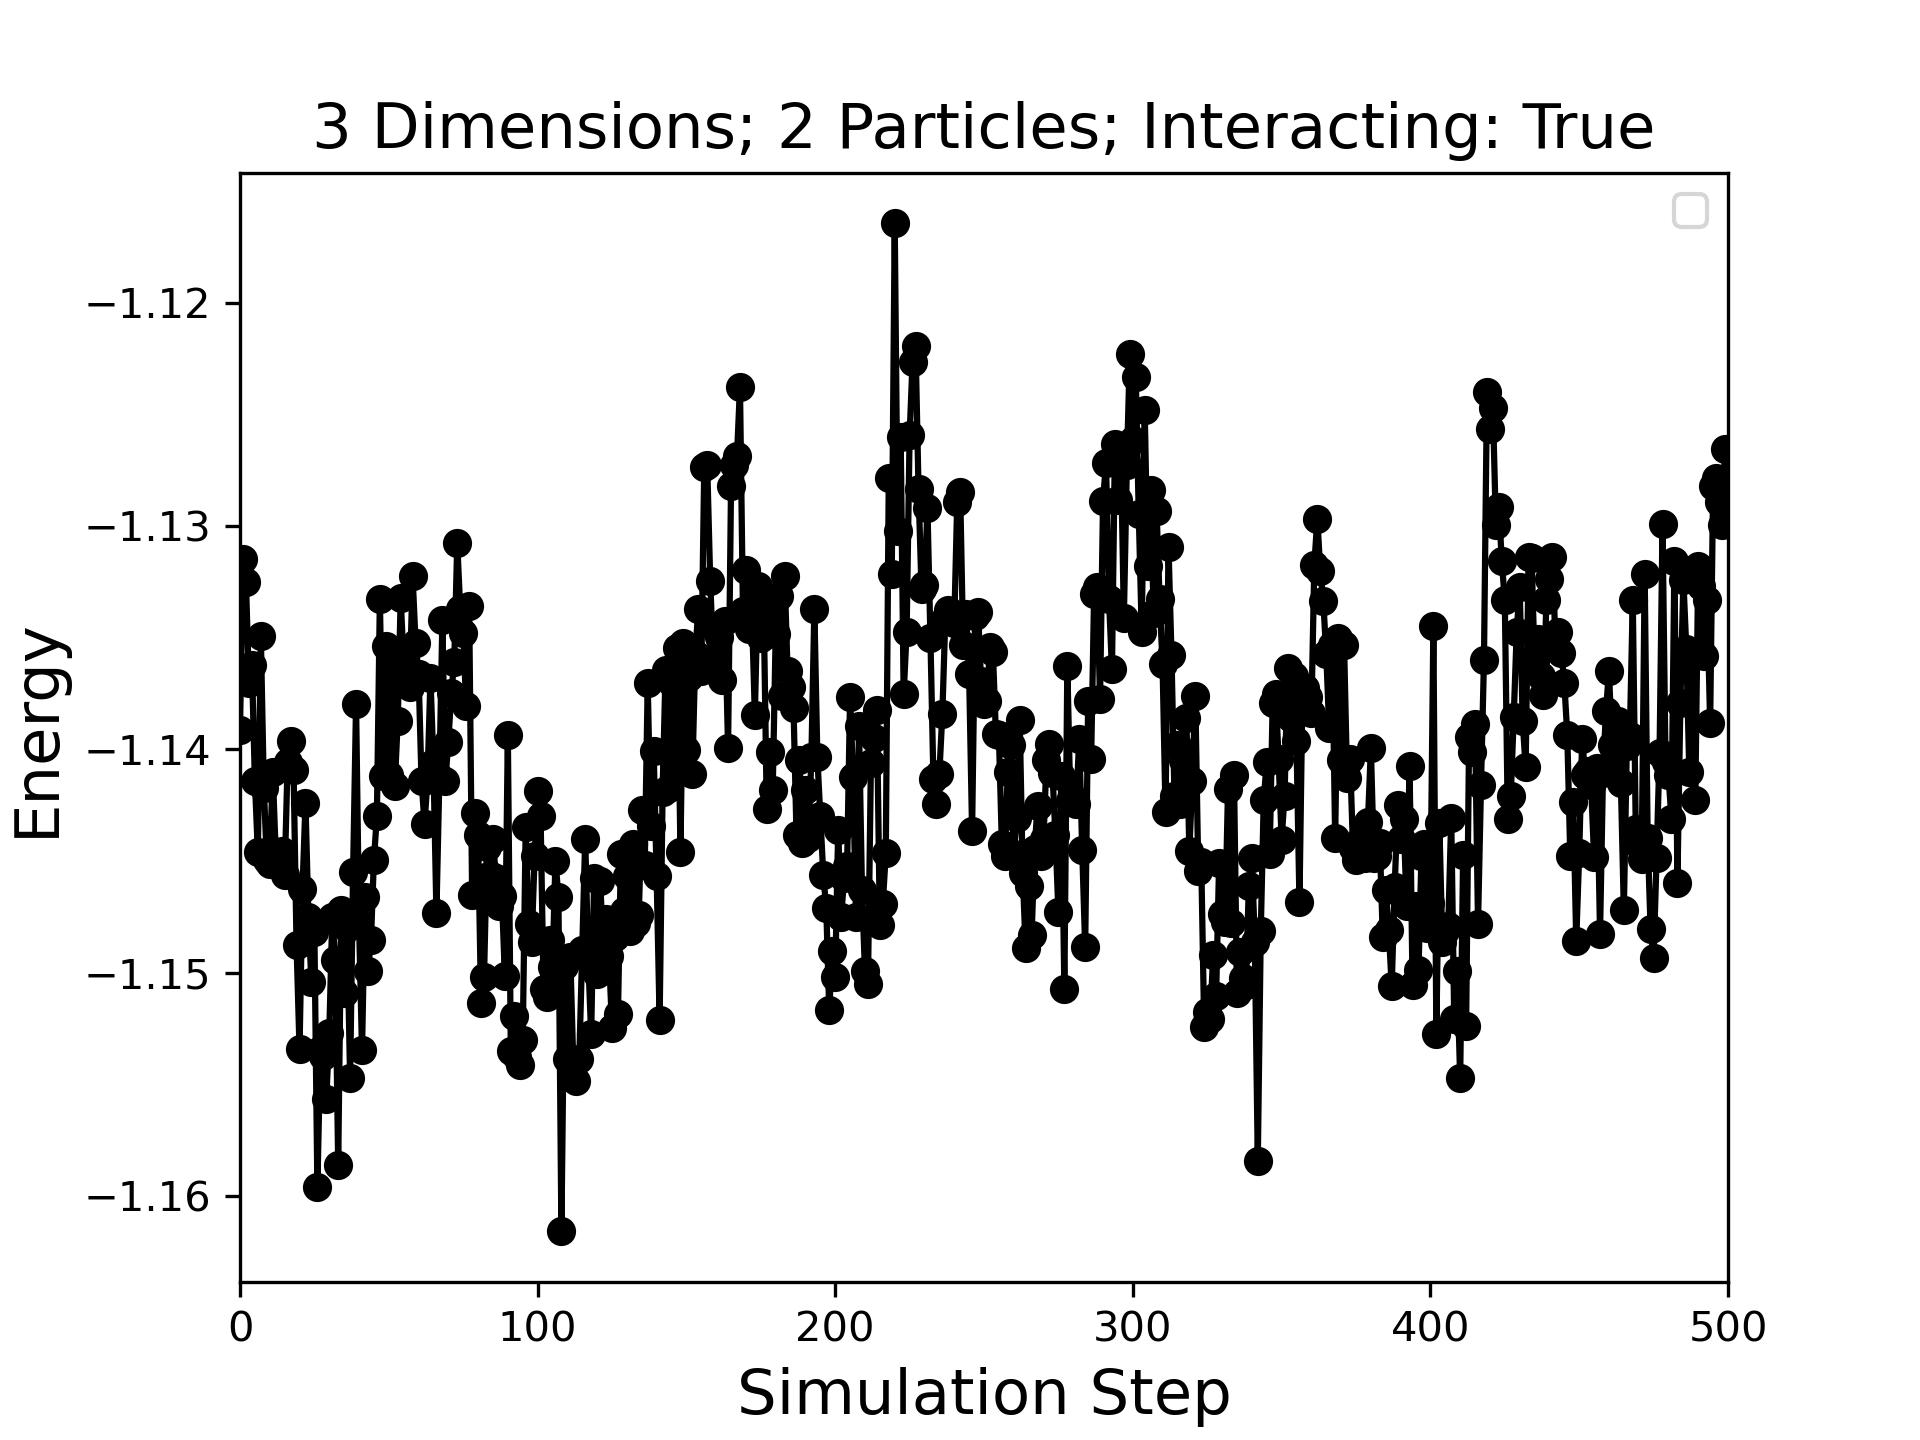 3 Dimensions; 2 Particles; Interacting: True
−1.12
−1.13
−1.14
−1.15
−1.16
Energy
0 100 200 300 400 500
Simulation Step